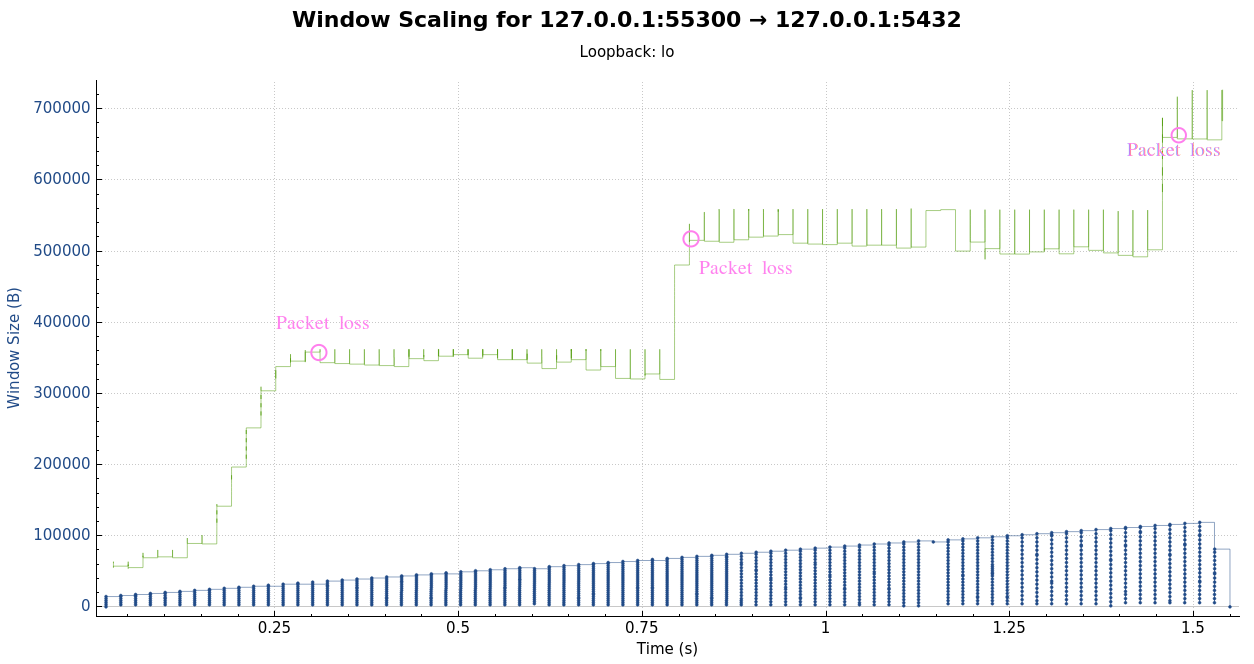 Window Scaling for 127.0.0.1:55300 → 127.0.0.1:5432
Loopback: lo
700000
Packet loss
600000
500000
Packet loss
400000
Packet loss
300000
200000
100000
0
Window Size (B)
0.25
0.5
0.75
1
1.25
1.5
Time (s)